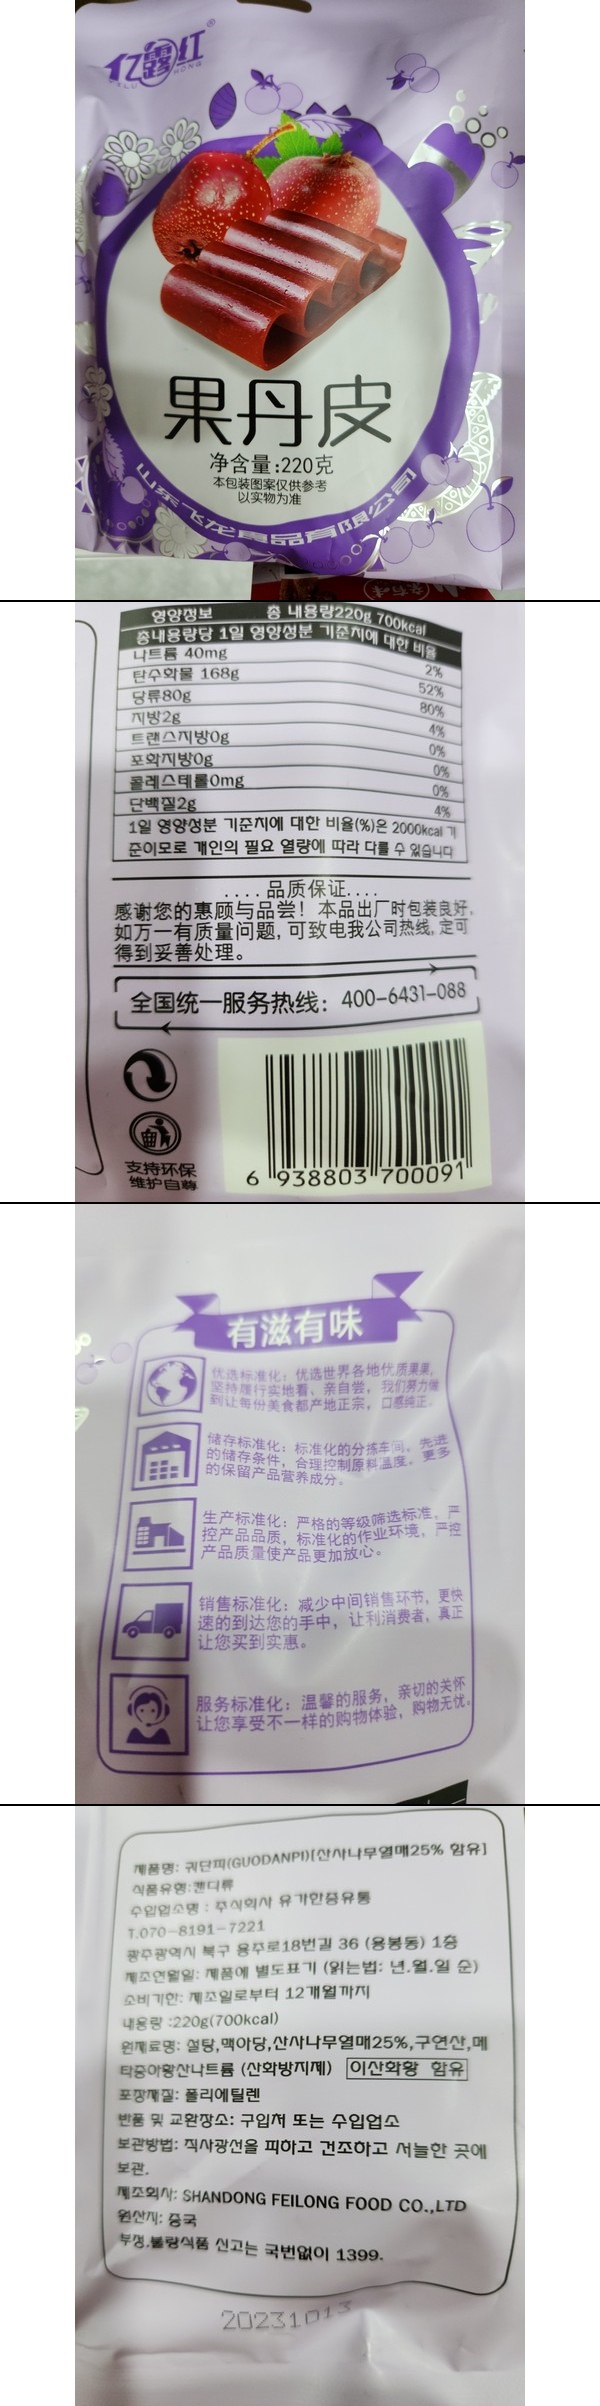 亿露红®
YILUHONG
果丹皮
净含量:220克
本包装图案仅供参考
以实物为准
山东飞龙食品有限公司
영양정보 총 내용량220g 700kcal
총내용량당 1일 영양성분 기준치에 대한 비율
나트륨 40mg 2%
탄수화물 168g 52%
당류80g 80%
지방2g 4%
트랜스지방0g 0%
포화지방0g 0%
콜레스테롤0mg 0%
단백질2g 4%
1일 영양성분 기준치에 대한 비율(%)은 2000kcal 기
준이모로 개인의 필요 열량에 따라 다를 수 있습니다
....品质保证....
感谢您的惠顾与品尝！本品出厂时包装良好,
如万一有质量问题,可致电我公司热线,定可
得到妥善处理。
全国统一服务热线：400-6431-088
支持环保
维护自尊
6 938803 700091
有滋有味
优选标准化：优选世界各地优质果巢,
坚持履行实地看、亲自尝，我们努力做
到让每份美食都产地正宗，口感纯正。
储存标准化：标准化的分拣车间。先进
的储存条件，合理控制原料温度。更多
的保留产品营养成分。
生产标准化：严格的等级筛选标准，严
控产品品质，标准化的作业环境，严控
产品质量使产品更加放心。
销售标准化：减少中间销售环节，更快
速的到达您的手中，让利消费者，真正
让您买到实惠。
服务标准化：温馨的服务，亲切的关怀
让您享受不一样的购物体验，购物无忧。
제품명: 궈단피(GUODANPI)[산사나무열매25% 함유]
식품유형:캔디류
수입업소명 : 주식회사 유가한중유통
T.070-8191-7221
광주광역시 북구 용주로18번길 36 (용봉동) 1층
제조연월일: 제품에 별도표기 (읽는법: 년.월.일 순)
소비기한: 제조일로부터 12개월까지
내용량 :220g(700kcal)
원재료명: 설탕,맥아당,산사나무열매25%,구연산,메
타중아황산나트륨 (산화방지제) 이산화황 함유
포장재질: 폴리에틸렌
반품 및 교환장소: 구입처 또는 수입업소
보관방법: 직사광선을 피하고 건조하고 서늘한 곳에
보관.
제조회사: SHANDONG FEILONG FOOD CO.,LTD
원산지: 중국
부정.불량식품 신고는 국번없이 1399.
20231013